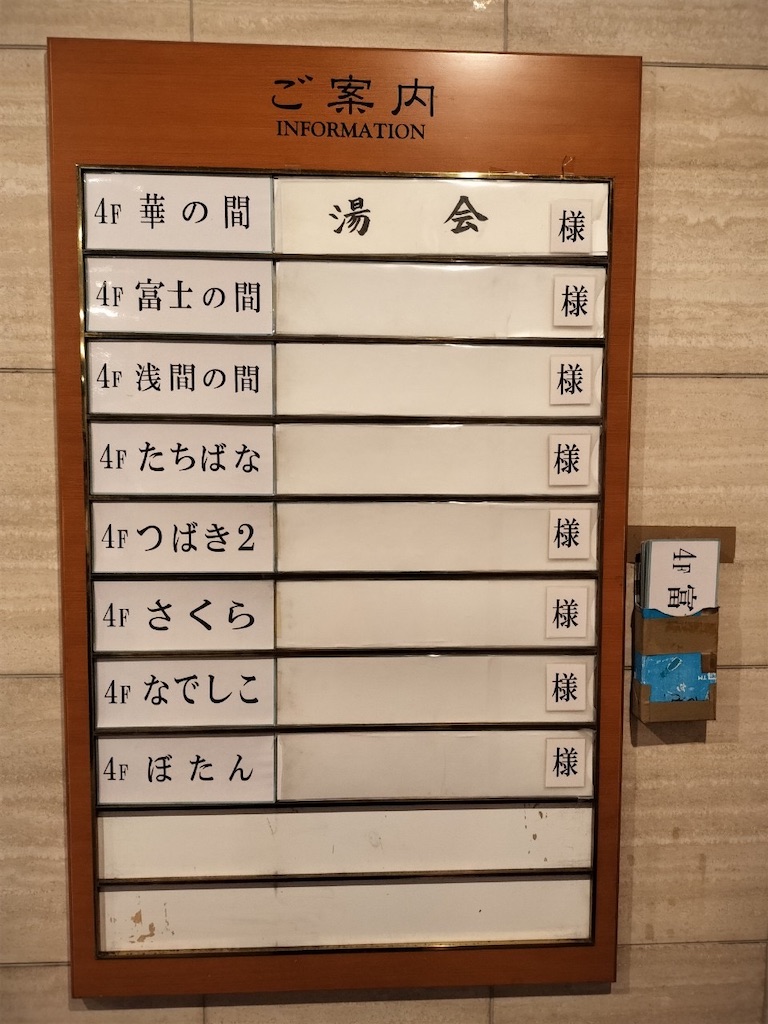 ご案内
INFORMATION
4F 華の間 湯 会 様
4F 富士の間 様
4F 浅間の間 様
4F たちばな 様
4F つばき2 様
4F さくら 様
4F なでしこ 様
4F ぼたん 様
4F 富